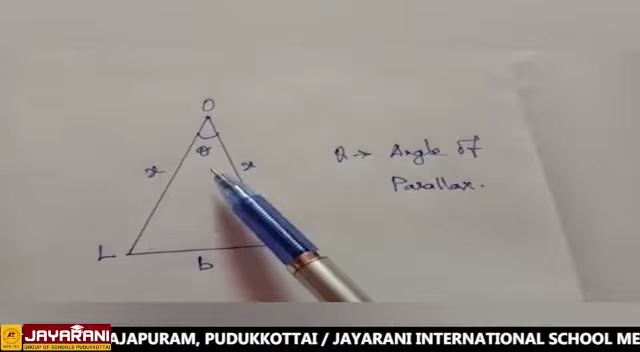 O
θ
x
x
L
b
θ → Angle of
Parallax.
JAYARANI
GROUP OF SCHOOLS PUDUKKOTTAI
AJAPURAM, PUDUKKOTTAI / JAYARANI INTERNATIONAL SCHOOL ME